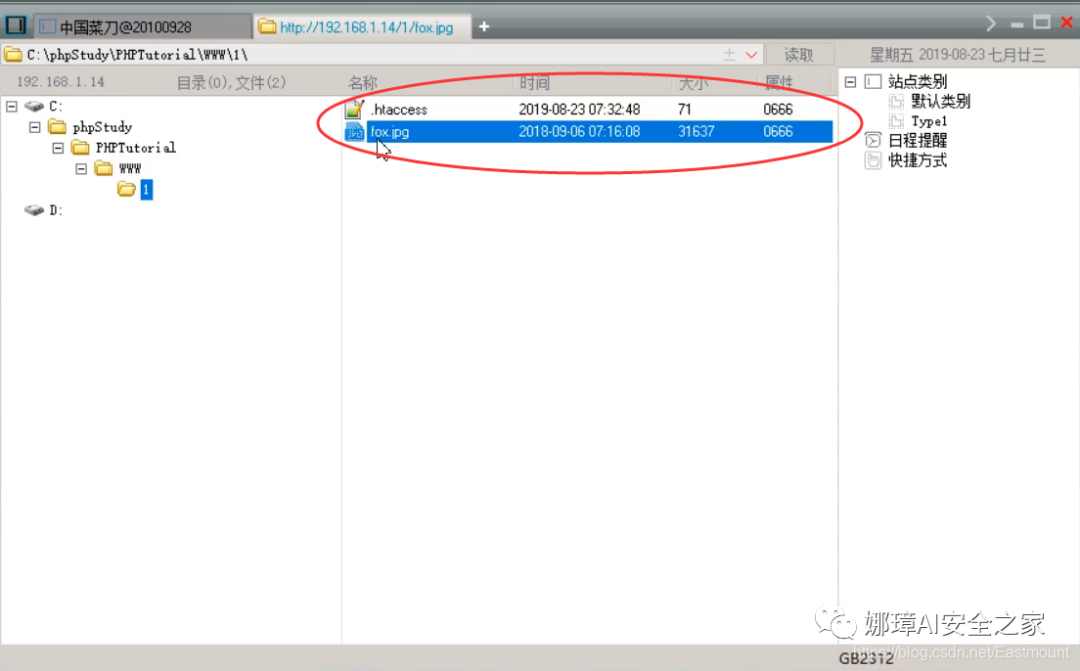 中国菜刀@20100928
http://192.168.1.14/1/fox.jpg
C:\phpStudy\PHPTutorial\WWW\1\
读取
星期五 2019-08-23 七月廿三
192.168.1.14
目录(0),文件(2)
名称 时间 大小 属性
.htaccess 2019-08-23 07:32:48 71 0666
fox.jpg 2018-09-06 07:16:08 31637 0666
C:
phpStudy
PHPTutorial
WWW
1
D:
站点类别
默认类别
Type1
日程提醒
快捷方式
娜璋AI安全之家
https://blog.csdn.net/Eastmount
GB2312